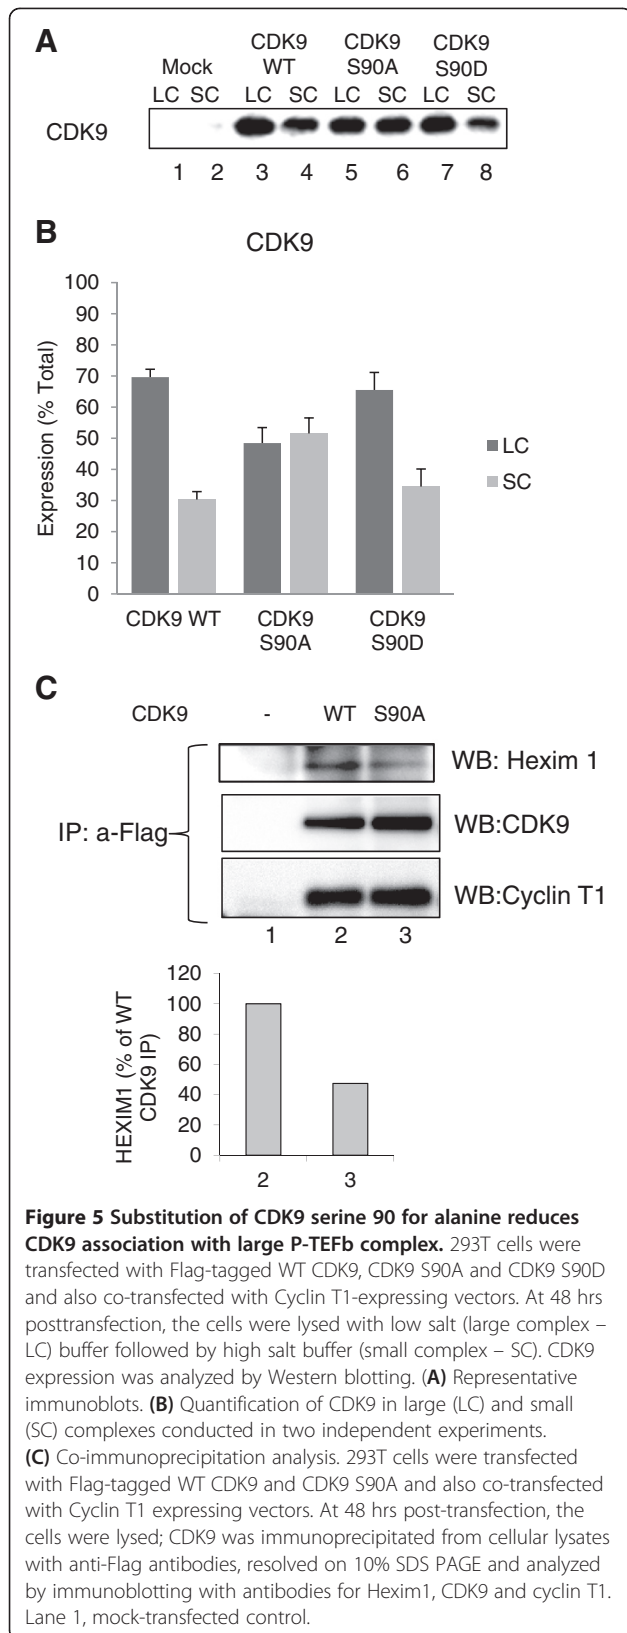 A
Mock CDK9 WT CDK9 S90A CDK9 S90D
LC SC LC SC LC SC LC SC
CDK9
1 2 3 4 5 6 7 8
B
CDK9
Expression (% Total)
100
90
80
70
60
50
40
30
20
10
0
LC
SC
CDK9 WT CDK9 S90A CDK9 S90D
C
CDK9 - WT S90A
WB: Hexim 1
IP: a-Flag
WB:CDK9
WB:Cyclin T1
1 2 3
HEXIM1 (% of WT
CDK9 IP)
120
100
80
60
40
20
0
2 3
Figure 5 Substitution of CDK9 serine 90 for alanine reduces
CDK9 association with large P-TEFb complex. 293T cells were
transfected with Flag-tagged WT CDK9, CDK9 S90A and CDK9 S90D
and also co-transfected with Cyclin T1-expressing vectors. At 48 hrs
posttransfection, the cells were lysed with low salt (large complex –
LC) buffer followed by high salt buffer (small complex – SC). CDK9
expression was analyzed by Western blotting. (A) Representative
immunoblots. (B) Quantification of CDK9 in large (LC) and small
(SC) complexes conducted in two independent experiments.
(C) Co-immunoprecipitation analysis. 293T cells were transfected
with Flag-tagged WT CDK9 and CDK9 S90A and also co-transfected
with Cyclin T1 expressing vectors. At 48 hrs post-transfection, the
cells were lysed; CDK9 was immunoprecipitated from cellular lysates
with anti-Flag antibodies, resolved on 10% SDS PAGE and analyzed
by immunoblotting with antibodies for Hexim1, CDK9 and cyclin T1.
Lane 1, mock-transfected control.